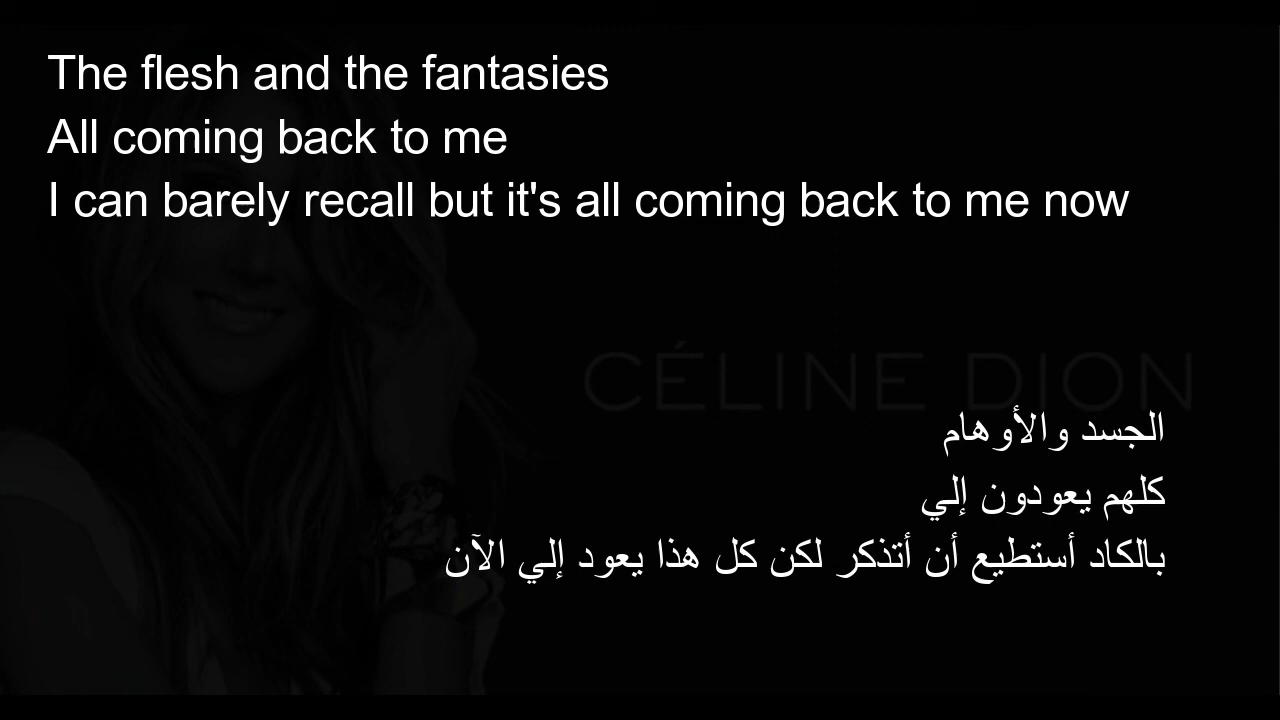 The flesh and the fantasies
All coming back to me
I can barely recall but it's all coming back to me now
CÉLINE DION
الجسد والأوهام
كلهم يعودون إلي
بالكاد أستطيع أن أتذكر لكن كل هذا يعود إلي الآن